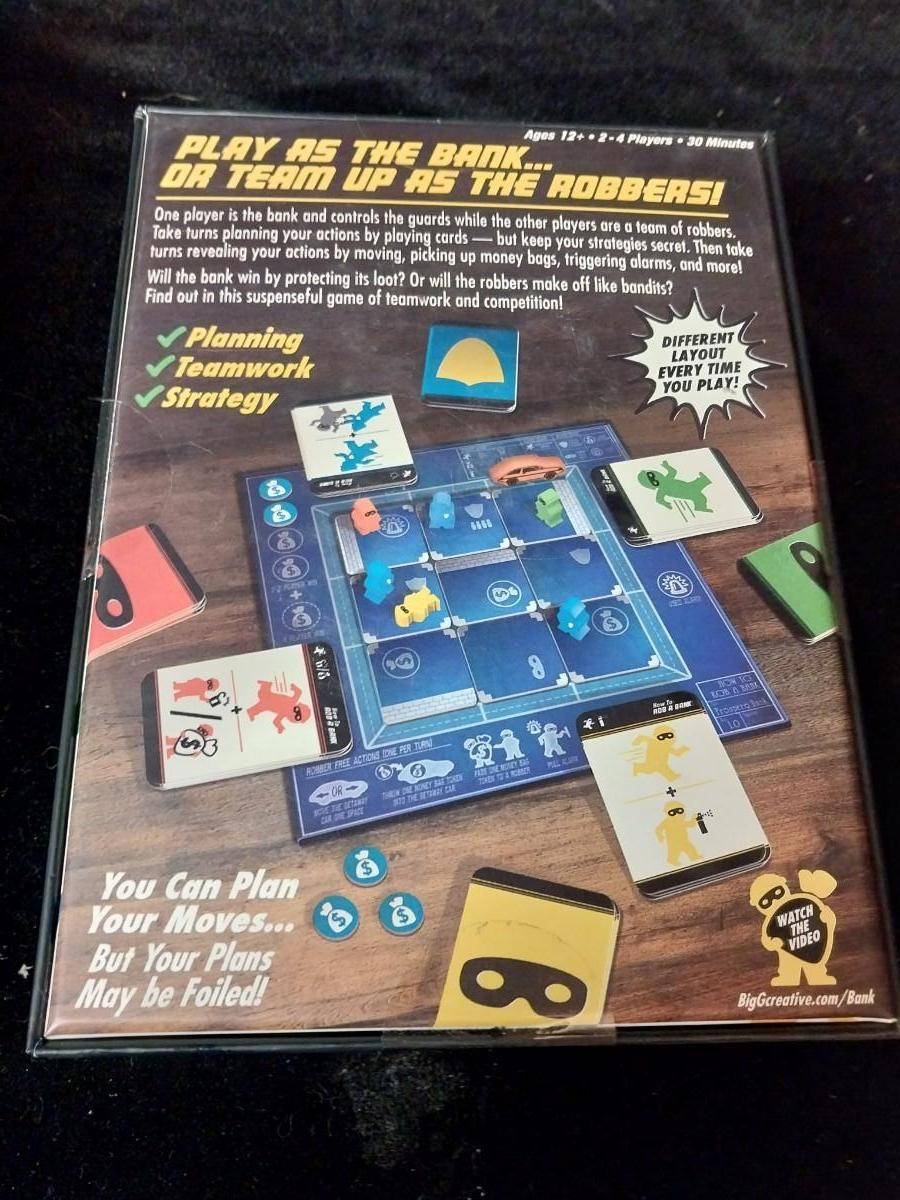 Ages 12+ • 2-4 Players • 30 Minutes
PLAY AS THE BANK...
OR TEAM UP AS THE ROBBERS!
One player is the bank and controls the guards while the other players are a team of robbers.
Take turns planning your actions by playing cards — but keep your strategies secret. Then take
turns revealing your actions by moving, picking up money bags, triggering alarms, and more!
Will the bank win by protecting its loot? Or will the robbers make off like bandits?
Find out in this suspenseful game of teamwork and competition!
✓Planning
✓Teamwork
✓Strategy
DIFFERENT
LAYOUT
EVERY TIME
YOU PLAY!
HOW TO
ROB A BANK
Prospero Bank
ROBBER FREE ACTIONS (ONE PER TURN)
OR
MOVE THE GETAWAY
CAR ONE SPACE
THROW ONE MONEY BAG TOKEN
INTO THE GETAWAY CAR
PASS ONE MONEY BAG
TOKEN TO A ROBBER
PULL ALARM
How To
ROB A BANK
You Can Plan
Your Moves...
But Your Plans
May be Foiled!
WATCH
THE
VIDEO
BigGcreative.com/Bank